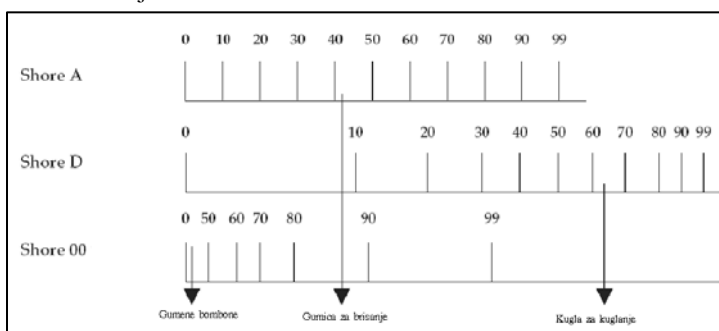 0 10 20 30 40 50 60 70 80 90 99
Shore A
0 10 20 30 40 50 60 70 80 90 99
Shore D
0 50 60 70 80 90 99
Shore 00
Gumene bombone Gumica za brisanje Kugla za kuglanje